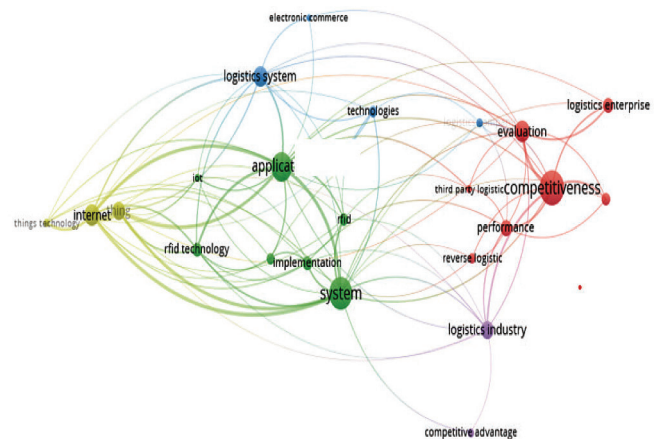 electronic commerce
logistics system
logistics enterprise
technologies
evaluation
applicat
iot
third party logistic
competitiveness
things technology
internet
thing
rfid
performance
rfid technology
implementation
reverse logistic
system
logistics industry
competitive advantage